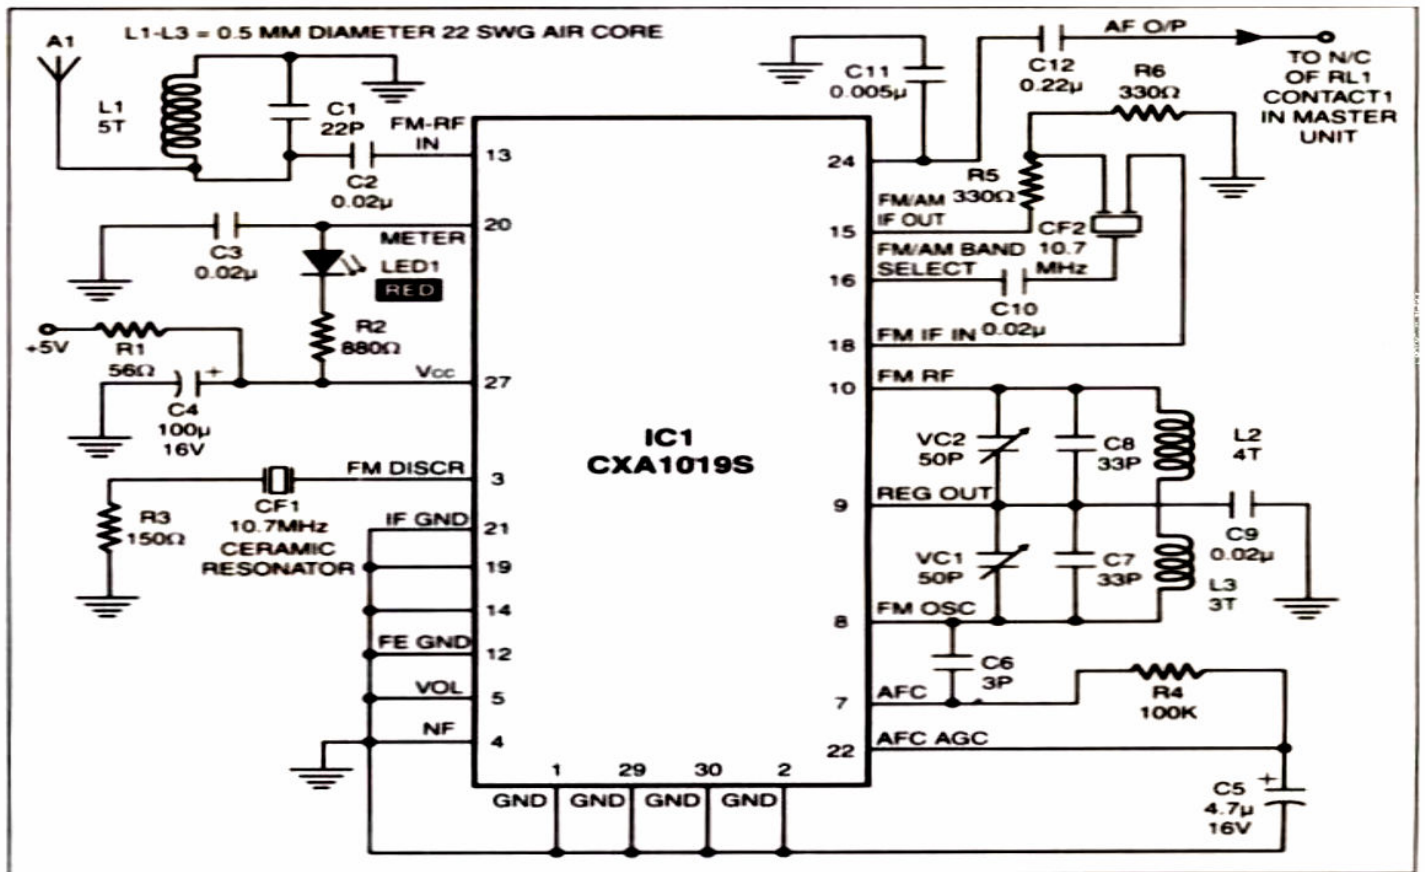 L1-L3 = 0.5 MM DIAMETER 22 SWG AIR CORE
A1
L1
5T
C1
22P
FM-RF
IN
13
C2
0.02µ
C3
0.02µ
20
METER
LED1
RED
R2
880Ω
+5V
R1
56Ω
+
C4
100µ
16V
Vcc
27
FM DISCR
3
CF1
10.7MHz
CERAMIC
RESONATOR
R3
150Ω
IF GND
21
19
14
FE GND
12
VOL
5
NF
4
1
29
30
2
GND
GND
GND
GND
IC1
CXA1019S
C11
0.005µ
C12
0.22µ
AF O/P
TO N/C
OF RL1
CONTACT1
IN MASTER
UNIT
R6
330Ω
24
R5
330Ω
FM/AM
IF OUT
15
CF2
10.7
MHz
FM/AM BAND
SELECT
16
C10
0.02µ
FM IF IN
18
FM RF
10
VC2
50P
C8
33P
L2
4T
REG OUT
9
C9
0.02µ
VC1
50P
C7
33P
L3
3T
FM OSC
8
C6
3P
AFC
7
R4
100K
AFC AGC
22
+
C5
4.7µ
16V